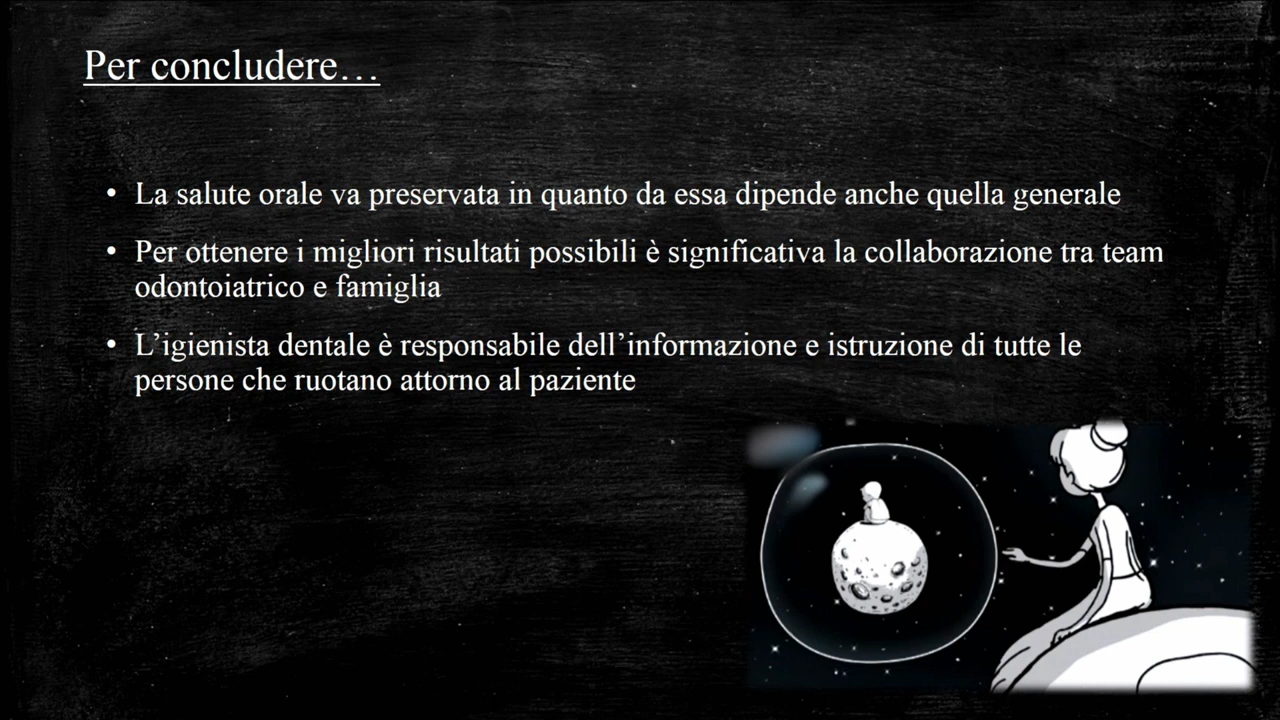 Per concludere…
• La salute orale va preservata in quanto da essa dipende anche quella generale
• Per ottenere i migliori risultati possibili è significativa la collaborazione tra team
odontoiatrico e famiglia
• L’igienista dentale è responsabile dell’informazione e istruzione di tutte le
persone che ruotano attorno al paziente